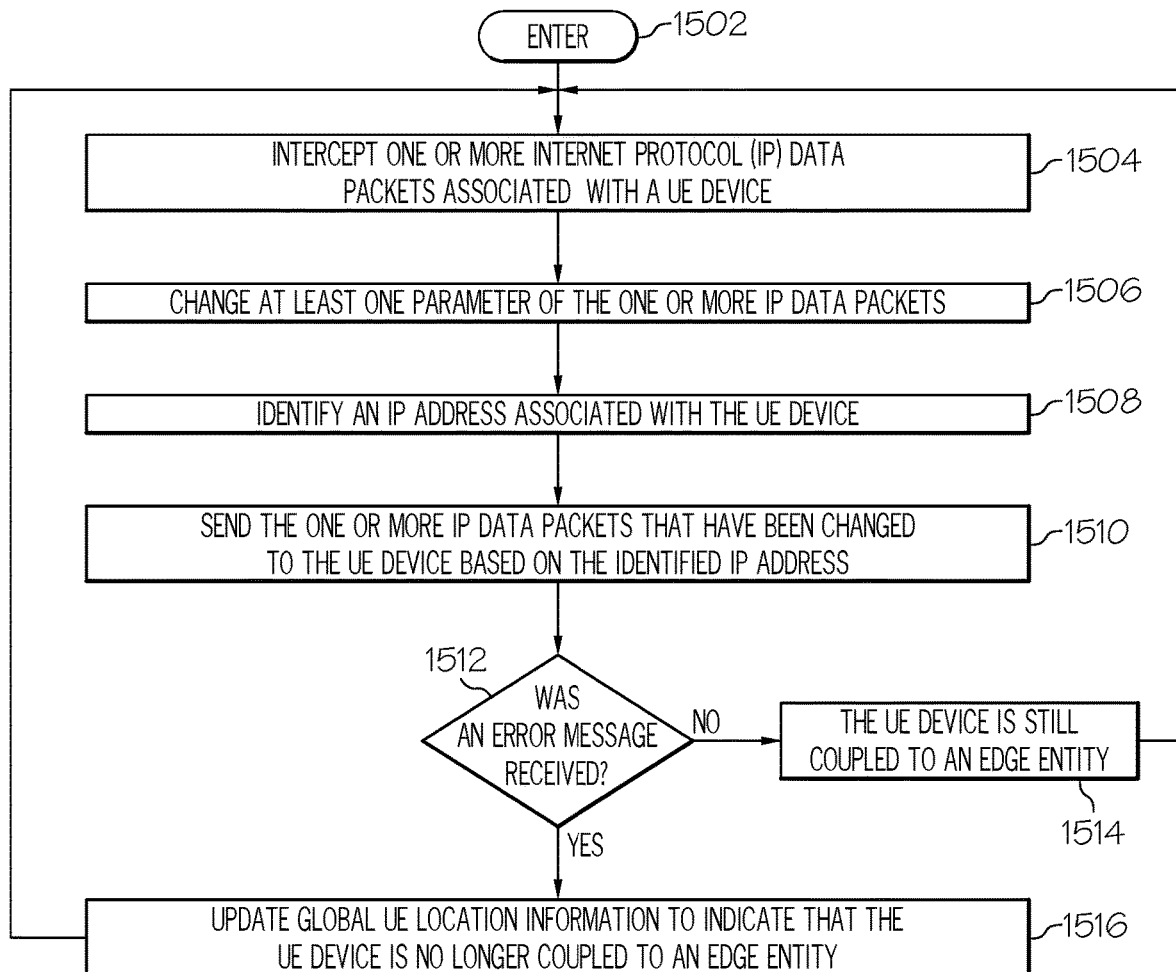 ENTER
1502
INTERCEPT ONE OR MORE INTERNET PROTOCOL (IP) DATA
PACKETS ASSOCIATED WITH A UE DEVICE
1504
CHANGE AT LEAST ONE PARAMETER OF THE ONE OR MORE IP DATA PACKETS
1506
IDENTIFY AN IP ADDRESS ASSOCIATED WITH THE UE DEVICE
1508
SEND THE ONE OR MORE IP DATA PACKETS THAT HAVE BEEN CHANGED
TO THE UE DEVICE BASED ON THE IDENTIFIED IP ADDRESS
1510
1512
WAS
AN ERROR MESSAGE
RECEIVED?
NO
THE UE DEVICE IS STILL
COUPLED TO AN EDGE ENTITY
1514
YES
UPDATE GLOBAL UE LOCATION INFORMATION TO INDICATE THAT THE
UE DEVICE IS NO LONGER COUPLED TO AN EDGE ENTITY
1516